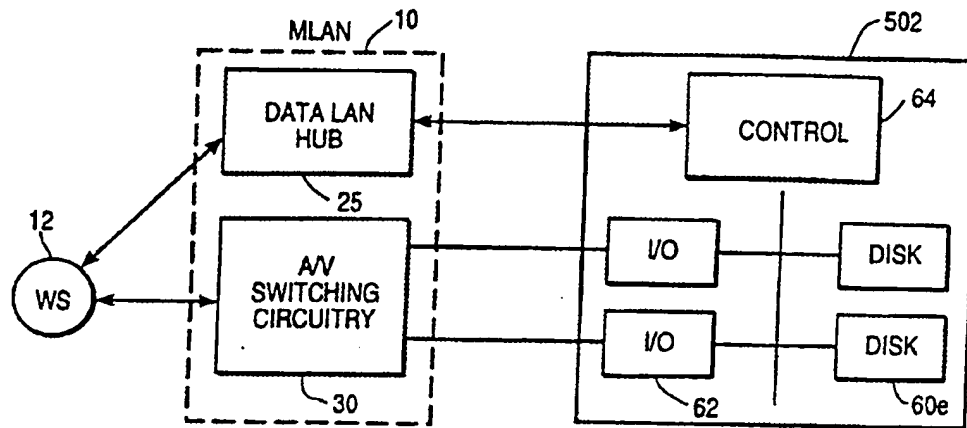 MLAN
10
502
DATA LAN
HUB
25
CONTROL
64
12
WS
A/V
SWITCHING
CIRCUITRY
30
I/O
DISK
I/O
DISK
62
60e